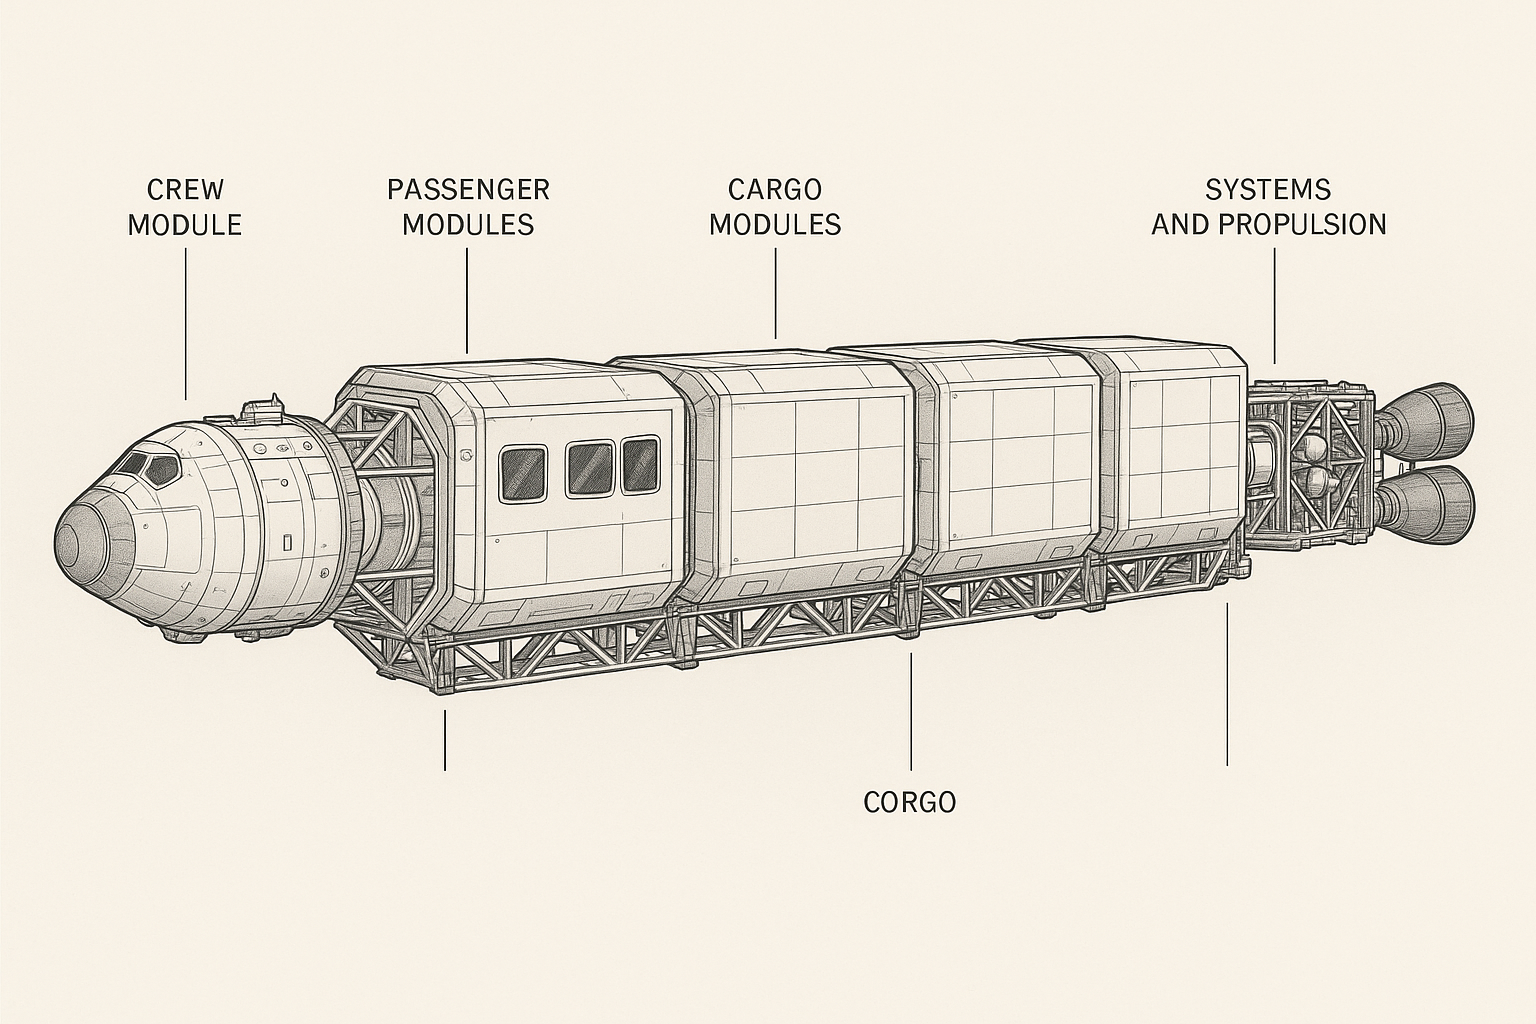 CREW
MODULE
PASSENGER
MODULES
CARGO
MODULES
SYSTEMS
AND PROPULSION
CORGO